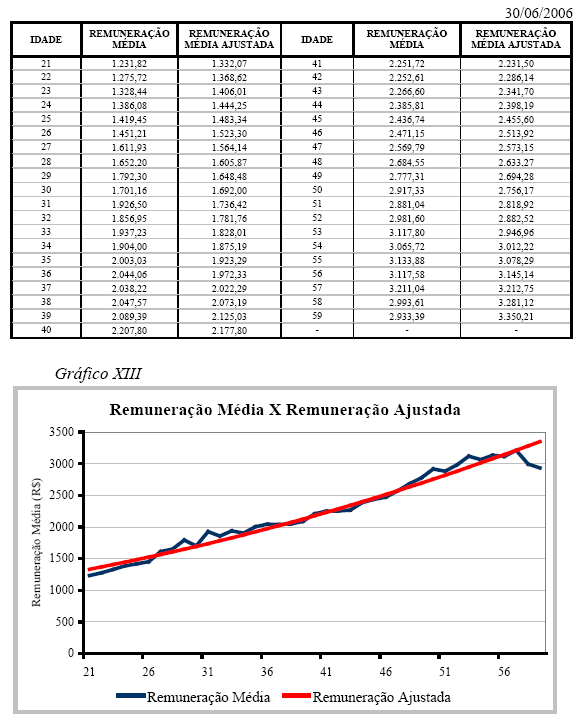 30/06/2006
IDADE REMUNERAÇÃO MÉDIA REMUNERAÇÃO MÉDIA AJUSTADA IDADE REMUNERAÇÃO MÉDIA REMUNERAÇÃO MÉDIA AJUSTADA
21 1.231,82 1.332,07 41 2.251,72 2.231,50
22 1.275,72 1.368,62 42 2.252,61 2.286,14
23 1.328,44 1.406,01 43 2.266,60 2.341,70
24 1.386,08 1.444,25 44 2.385,81 2.398,19
25 1.419,45 1.483,34 45 2.436,74 2.455,60
26 1.451,21 1.523,30 46 2.471,15 2.513,92
27 1.611,93 1.564,14 47 2.569,79 2.573,15
28 1.652,20 1.605,87 48 2.684,55 2.633,27
29 1.792,30 1.648,48 49 2.777,31 2.694,28
30 1.701,16 1.692,00 50 2.917,33 2.756,17
31 1.926,50 1.736,42 51 2.881,04 2.818,92
32 1.856,95 1.781,76 52 2.981,60 2.882,52
33 1.937,23 1.828,01 53 3.117,80 2.946,96
34 1.904,00 1.875,19 54 3.065,72 3.012,22
35 2.003,03 1.923,29 55 3.133,88 3.078,29
36 2.044,06 1.972,33 56 3.117,58 3.145,14
37 2.038,22 2.022,29 57 3.211,04 3.212,75
38 2.047,57 2.073,19 58 2.993,61 3.281,12
39 2.089,39 2.125,03 59 2.933,39 3.350,21
40 2.207,80 2.177,80 - - -
Gráfico XIII
Remuneração Média X Remuneração Ajustada
Remuneração Média (R$)
3500
3000
2500
2000
1500
1000
500
0
21 26 31 36 41 46 51 56
Remuneração Média Remuneração Ajustada